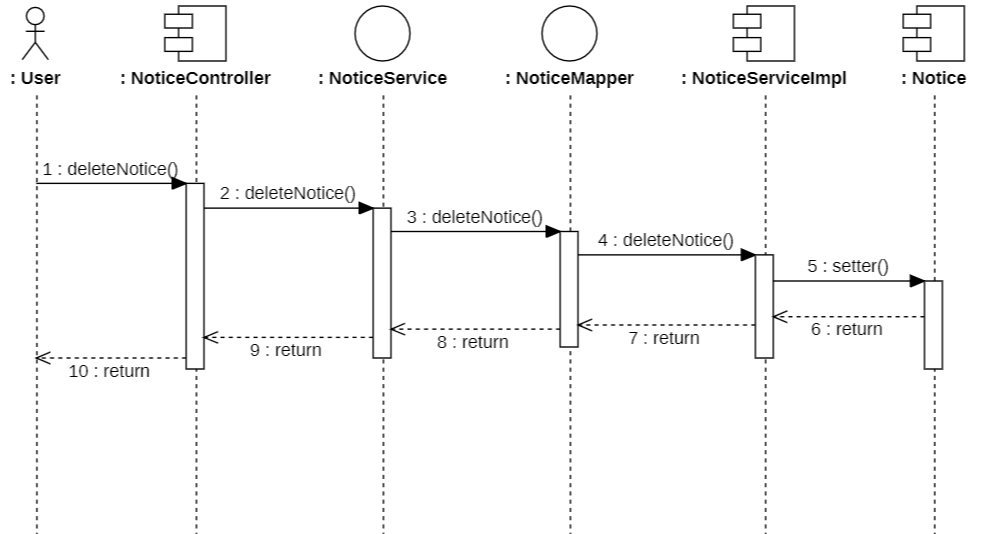 : User
: NoticeController
: NoticeService
: NoticeMapper
: NoticeServiceImpl
: Notice
1 : deleteNotice()
2 : deleteNotice()
3 : deleteNotice()
4 : deleteNotice()
5 : setter()
6 : return
7 : return
8 : return
9 : return
10 : return